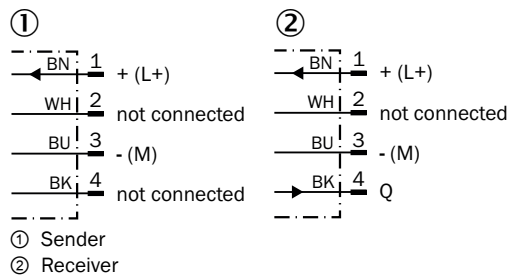 ① ②
BN 1 + (L+)
WH 2 not connected
BU 3 - (M)
BK 4 not connected
BN 1 + (L+)
WH 2 not connected
BU 3 - (M)
BK 4 Q
① Sender
② Receiver